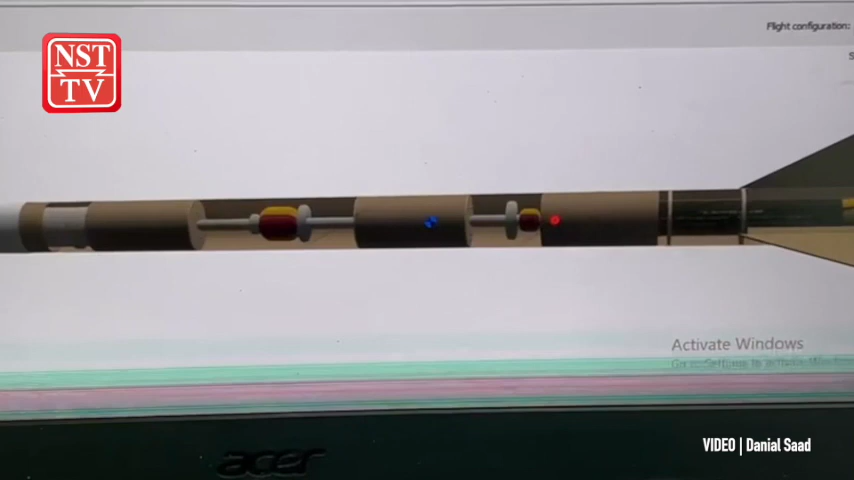 Flight configuration:
NST
TV
Activate Windows
acer
VIDEO | Danial Saad